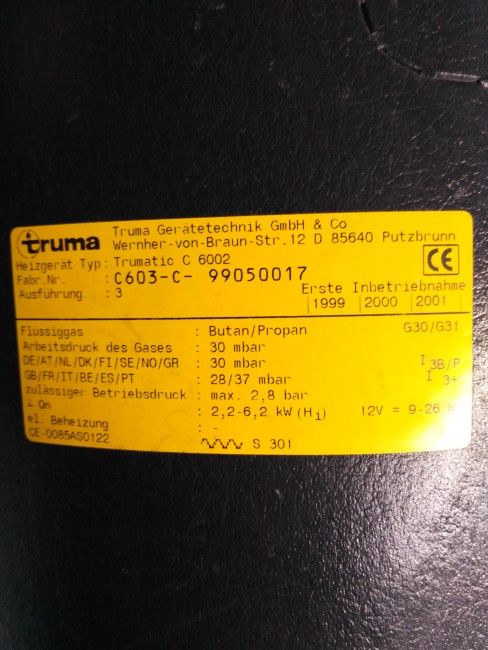 truma
Truma Gerätetechnik GmbH & Co
Wernher-von-Braun-Str.12 D 85640 Putzbrunn
Heizgerät Typ: Trumatic C 6002
Fabr.Nr. : C603-C- 99050017
Ausführung : 3
CE
Erste Inbetriebnahme
1999 2000 2001
Flüssiggas : Butan/Propan G30/G31
Arbeitsdruck des Gases : 30 mbar
DE/AT/NL/DK/FI/SE/NO/GR : 30 mbar I 3B/P
GB/FR/IT/BE/ES/PT : 28/37 mbar I 3+
zulässiger Betriebsdruck : max. 2,8 bar
Qn : 2,2-6,2 kW (Hi) 12V = 9-26 W
el. Beheizung : -
CE-0085AS0122 S 301